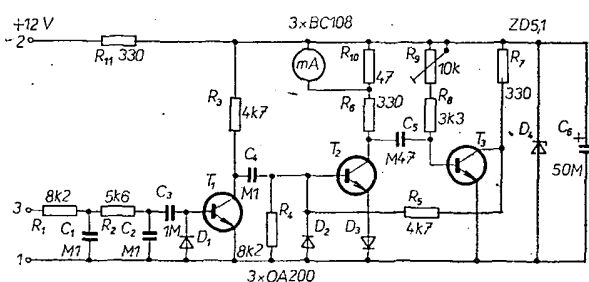 +12 V
2
R11 330
3×BC108
mA
R10
47
R9
10k
ZD5,1
R7
330
R3
4k7
R6
330
R8
3k3
C5
M47
D4
C6
+
50M
C4
M1
T1
T2
T3
3
8k2
R1
5k6
R2
C3
1M
C1
M1
C2
M1
D1
8k2
R4
D2
D3
R5
4k7
1
3×OA200